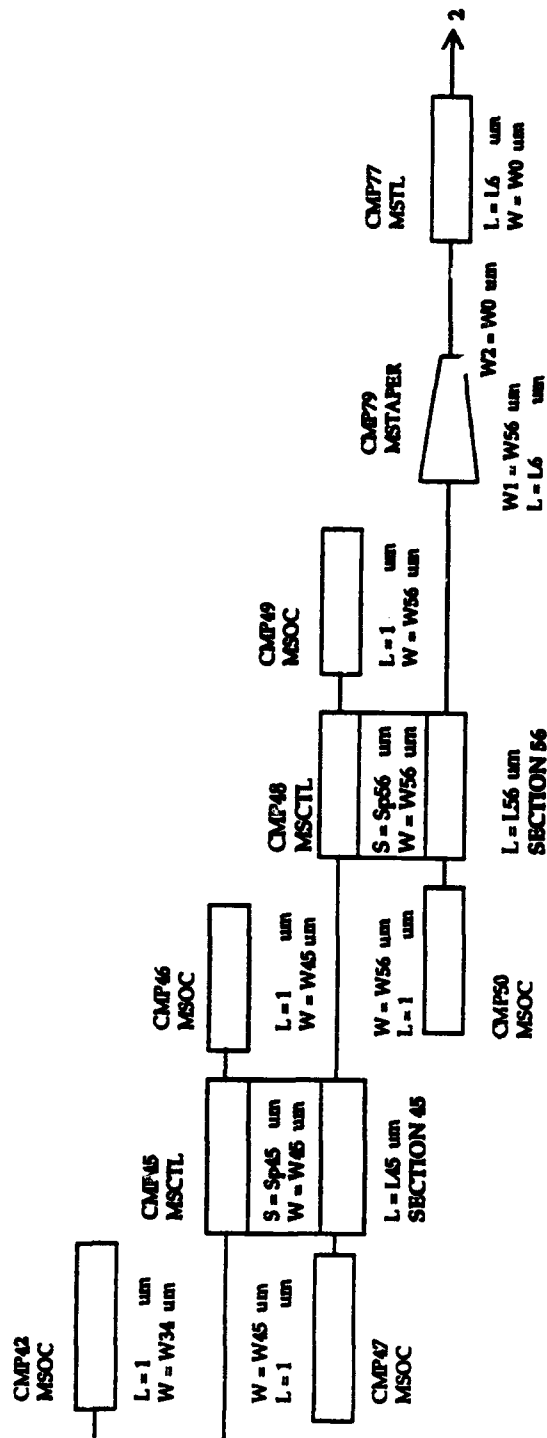 CMP42
MSOC
L = 1 um
W = W34 um
CMP45
MSCTL
S = Sp45 um
W = W45 um
L = L45 um
SECTION 45
W = W45 um
L = 1 um
CMP47
MSOC
CMP46
MSOC
L = 1 um
W = W45 um
CMP48
MSCTL
S = Sp56 um
W = W56 um
L = L56 um
SECTION 56
W = W56 um
L = 1 um
CMP50
MSOC
CMP49
MSOC
L = 1 um
W = W56 um
CMP79
MSTAPER
W2 = W0 um
W1 = W56 um
L = L6 um
CMP77
MSTL
L = L6 um
W = W0 um
2